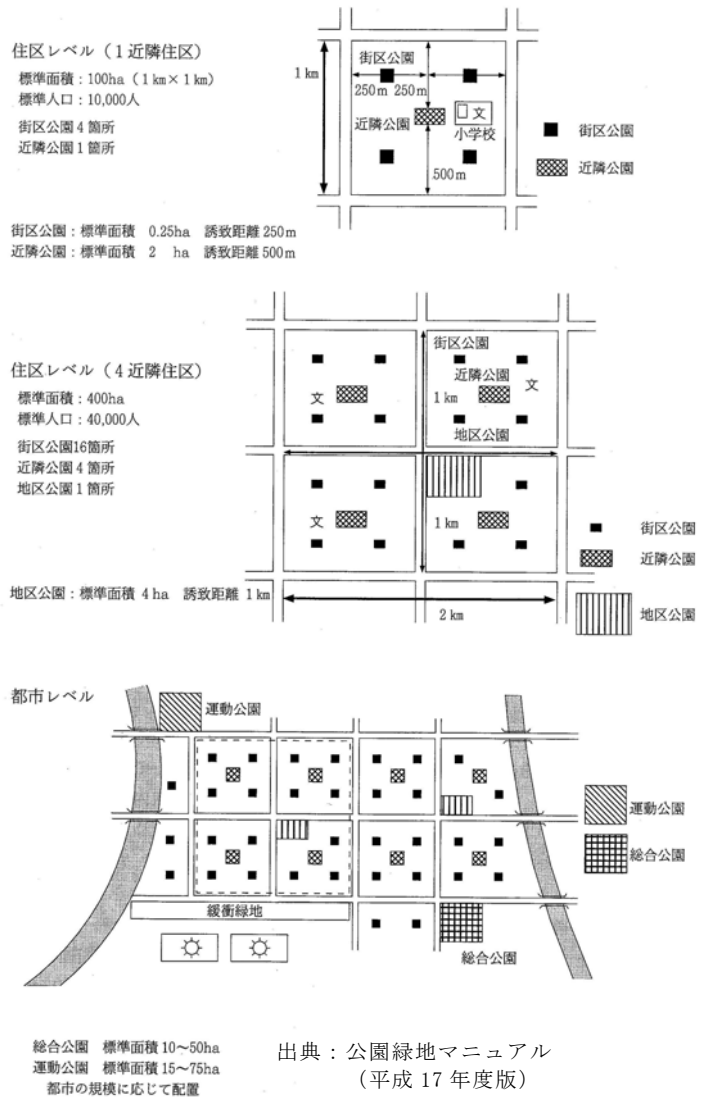 住区レベル（1近隣住区）
標準面積：100ha（1km×1km）
標準人口：10,000人
街区公園4箇所
近隣公園1箇所
1km
街区公園
250m 250m
近隣公園
文
小学校
500m
街区公園
近隣公園
街区公園：標準面積 0.25ha 誘致距離250m
近隣公園：標準面積 2 ha 誘致距離500m
住区レベル（4近隣住区）
標準面積：400ha
標準人口：40,000人
街区公園16箇所
近隣公園4箇所
地区公園1箇所
街区公園
近隣公園
文
文
1km
地区公園
文
1km
2km
街区公園
近隣公園
地区公園
地区公園：標準面積 4ha 誘致距離 1km
都市レベル
運動公園
緩衝緑地
総合公園
運動公園
総合公園
総合公園 標準面積10～50ha
運動公園 標準面積15～75ha
都市の規模に応じて配置
出典：公園緑地マニュアル
（平成17年度版）